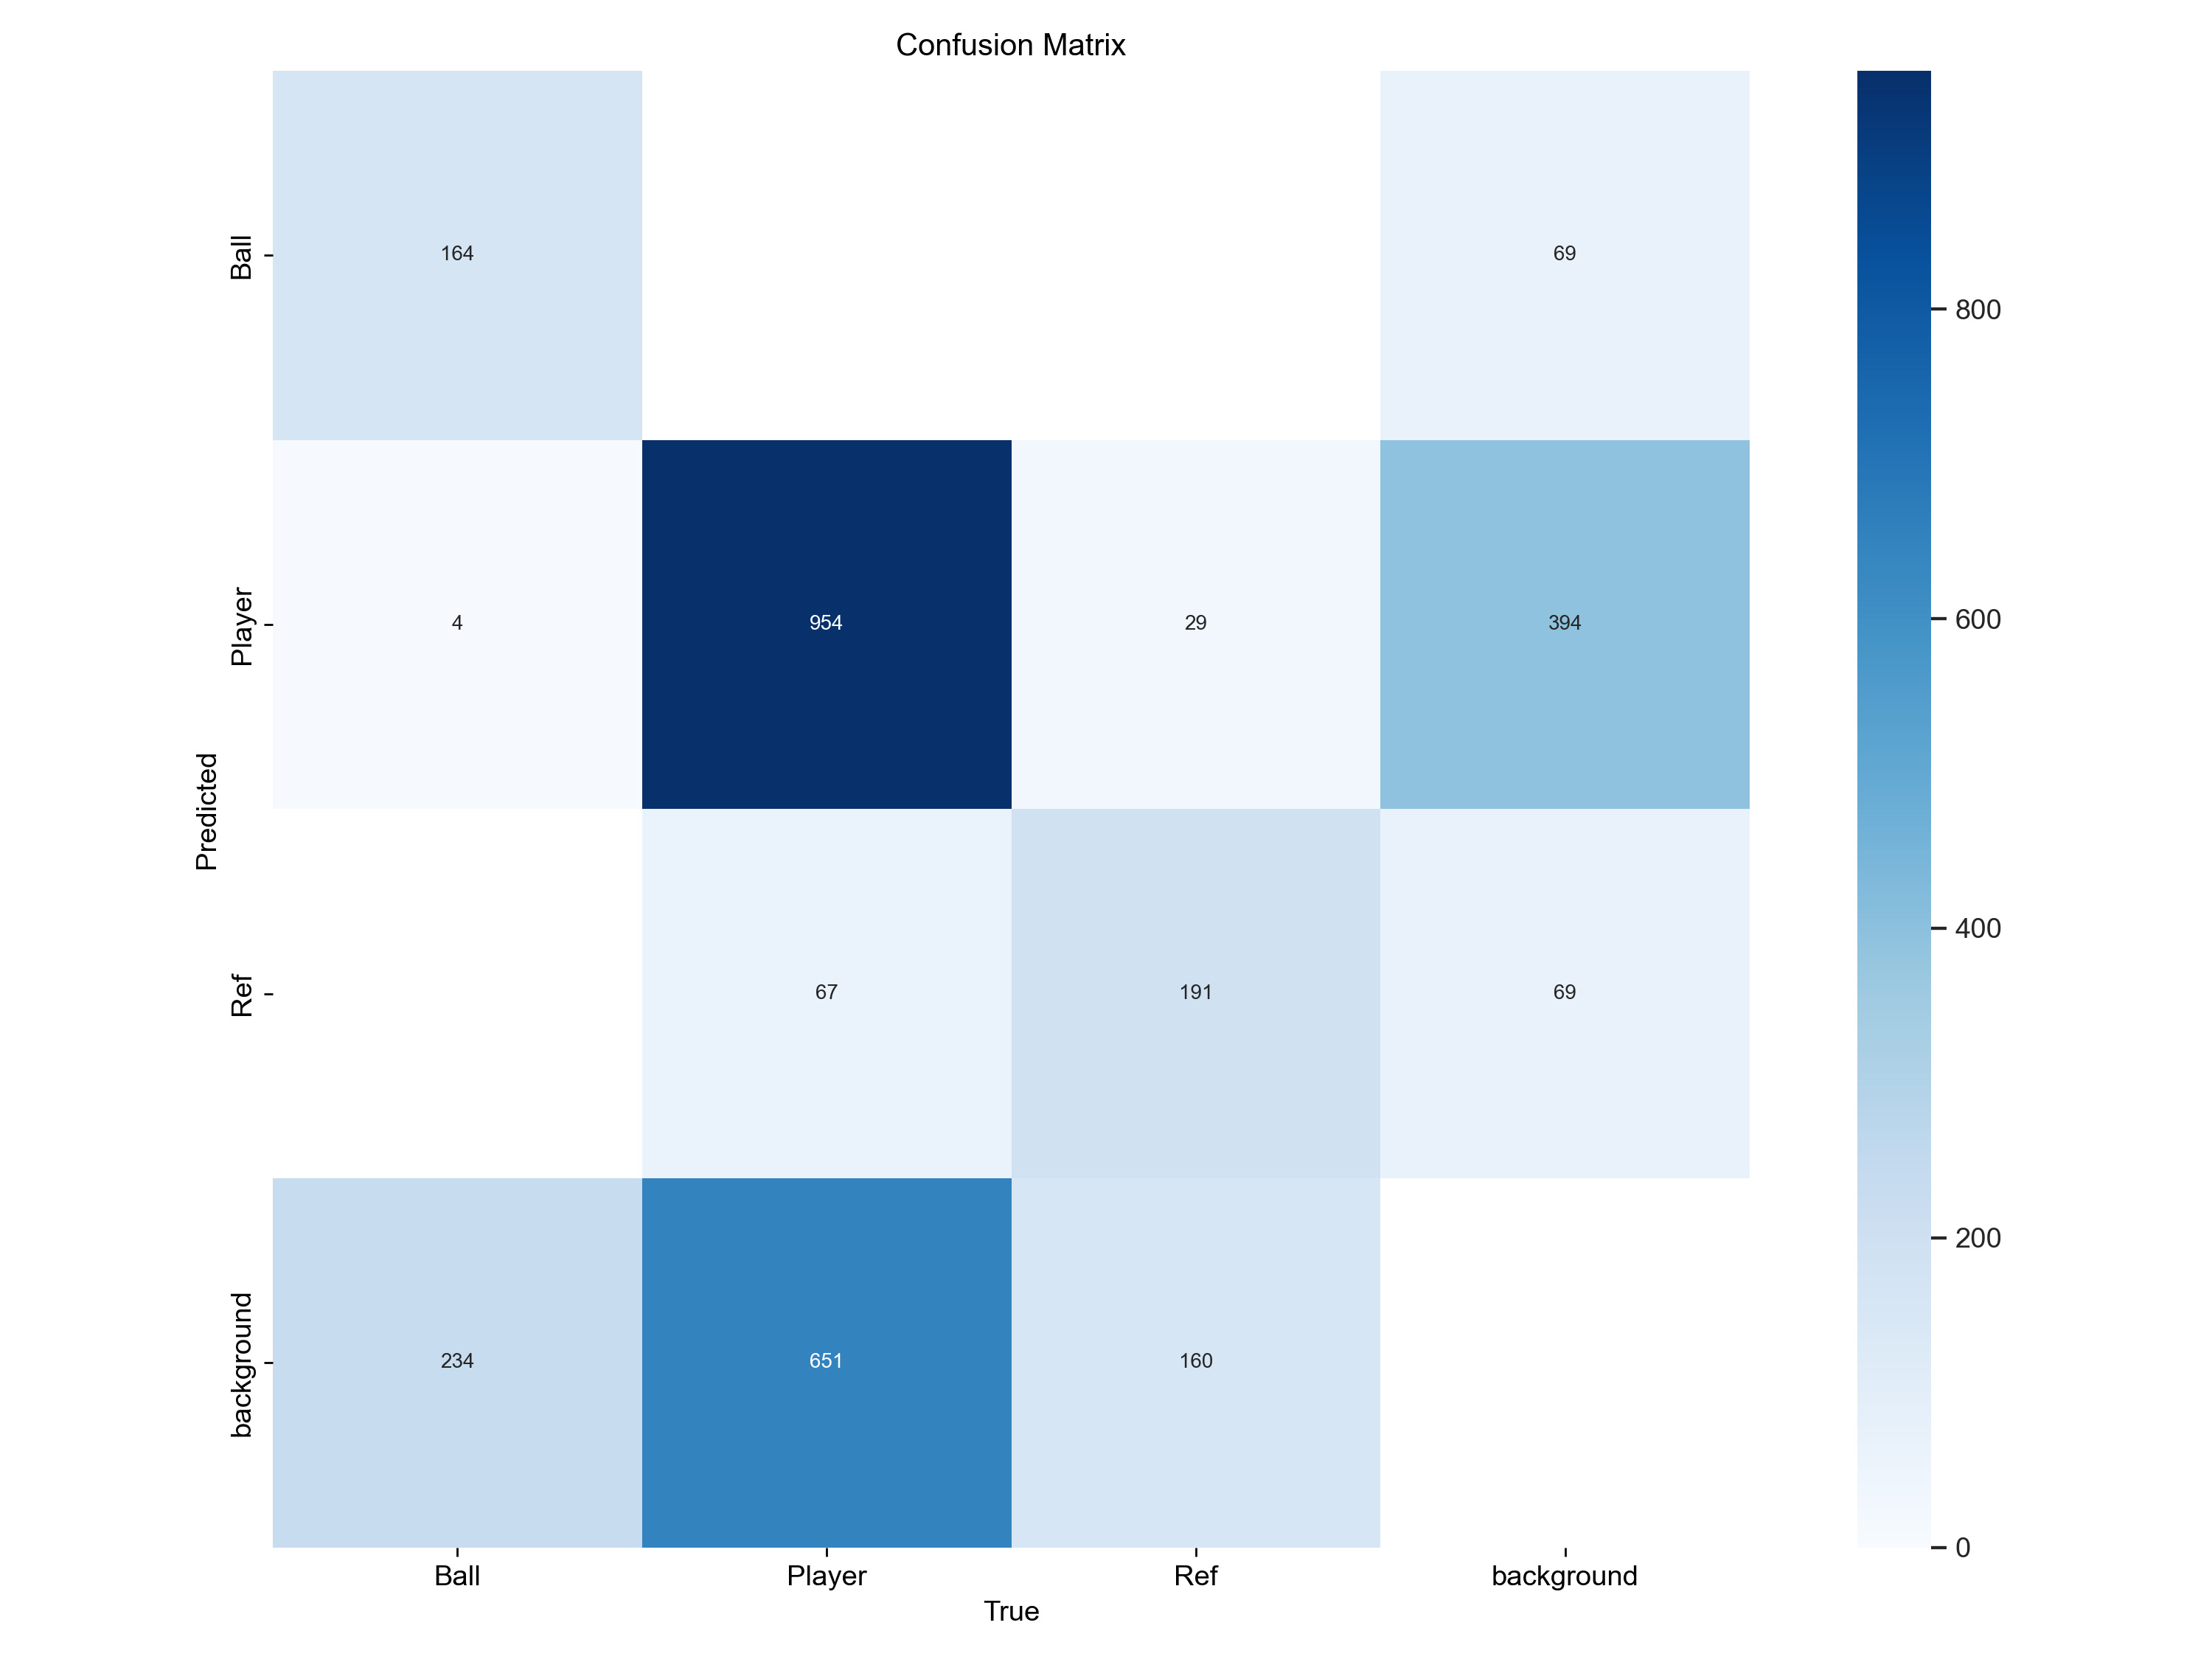 Confusion Matrix
Ball
164
69
800
Player
4
954
29
394
600
Predicted
400
Ref
67
191
69
200
background
234
651
160
0
Ball
Player
Ref
background
True